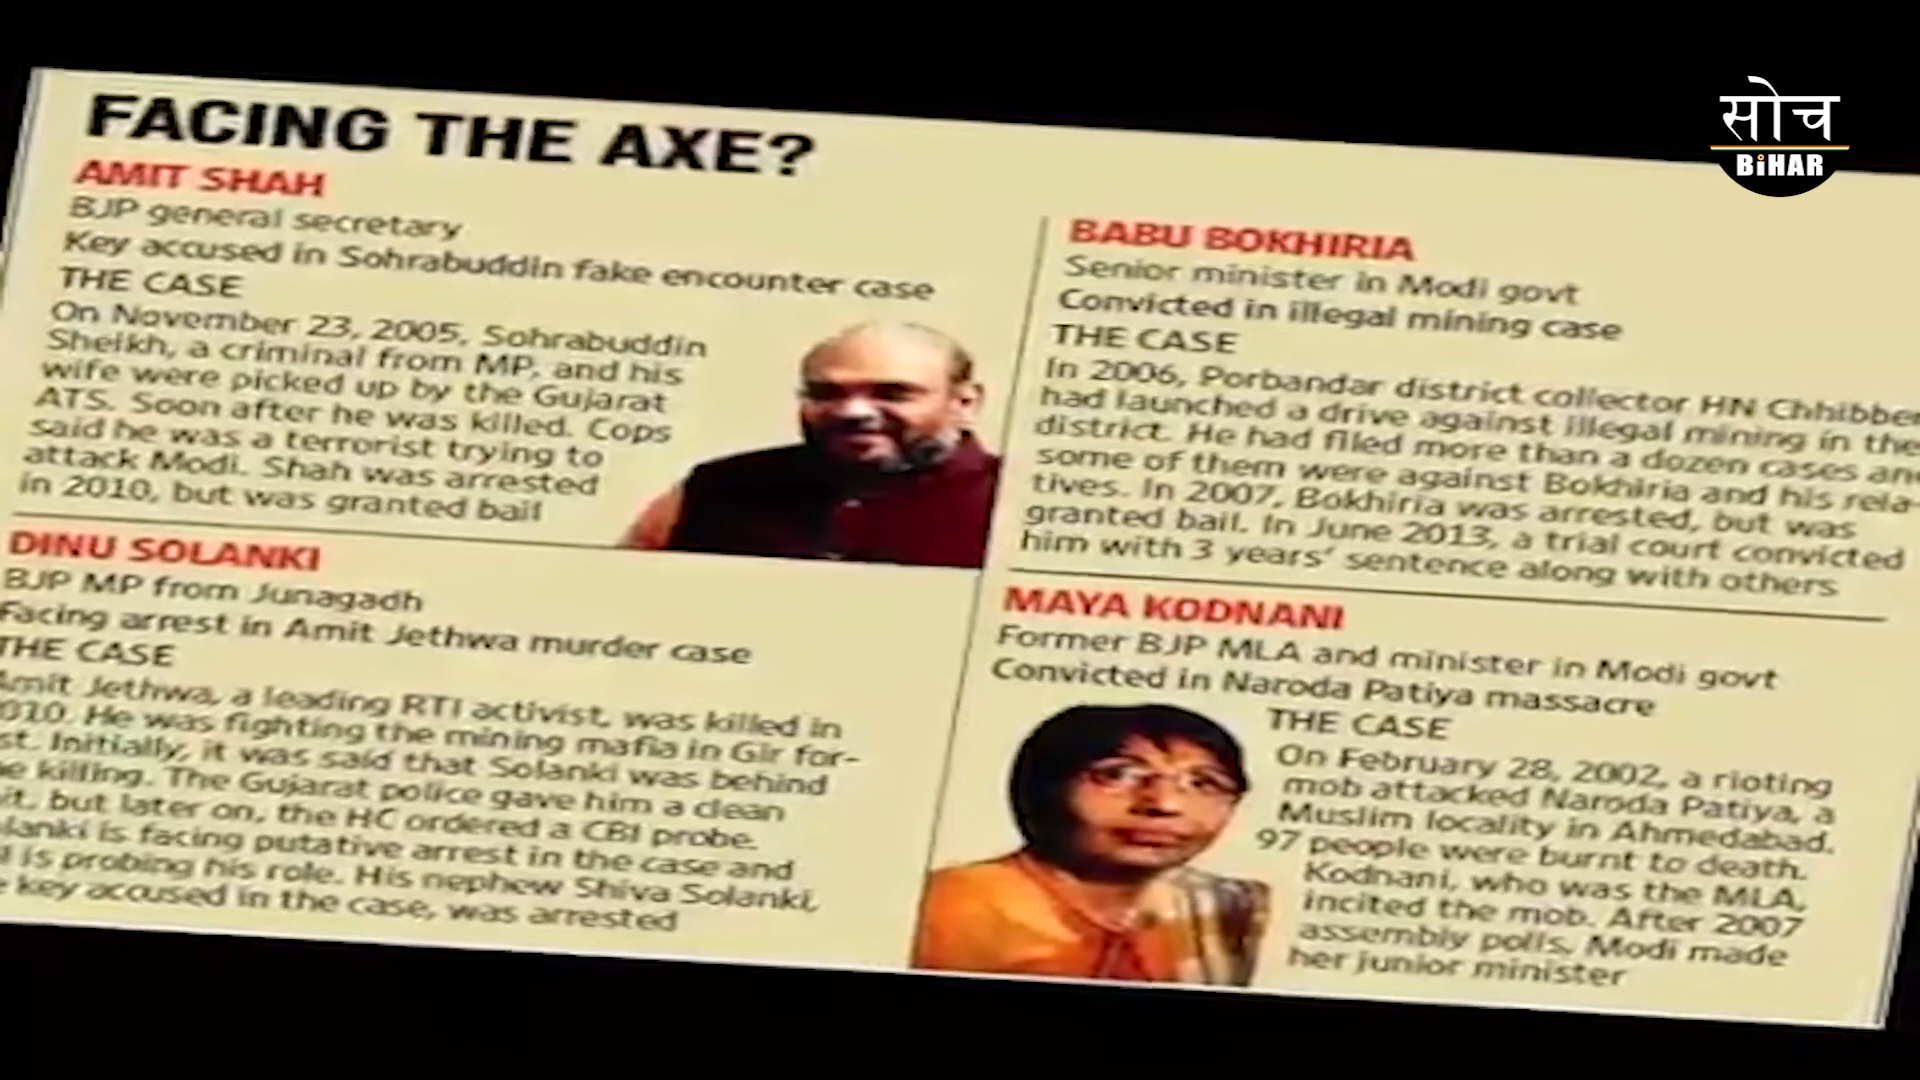 FACING THE AXE?
AMIT SHAH
BJP general secretary
Key accused in Sohrabuddin fake encounter case
THE CASE
On November 23, 2005, Sohrabuddin
Sheikh, a criminal from MP, and his
wife were picked up by the Gujarat
ATS. Soon after he was killed. Cops
said he was a terrorist trying to
attack Modi. Shah was arrested
in 2010, but was granted bail
DINU SOLANKI
BJP MP from Junagadh
Facing arrest in Amit Jethwa murder case
THE CASE
Amit Jethwa, a leading RTI activist, was killed in
2010. He was fighting the mining mafia in Gir for-
st. Initially, it was said that Solanki was behind
e killing. The Gujarat police gave him a clean
it, but later on, the HC ordered a CBI probe.
lanki is facing putative arrest in the case and
I is probing his role. His nephew Shiva Solanki,
e key accused in the case, was arrested
BABU BOKHIRIA
Senior minister in Modi govt
Convicted in illegal mining case
THE CASE
In 2006, Porbandar district collector HN Chhibber
had launched a drive against illegal mining in the
district. He had filed more than a dozen cases an
some of them were against Bokhiria and his rela-
tives. In 2007, Bokhiria was arrested, but was
granted bail. In June 2013, a trial court convicted
him with 3 years' sentence along with others
MAYA KODNANI
Former BJP MLA and minister in Modi govt
Convicted in Naroda Patiya massacre
THE CASE
On February 28, 2002, a rioting
mob attacked Naroda Patiya, a
Muslim locality in Ahmedabad.
97 people were burnt to death.
Kodnani, who was the MLA,
incited the mob. After 2007
assembly polls, Modi made
her junior minister
सोच
BiHAR